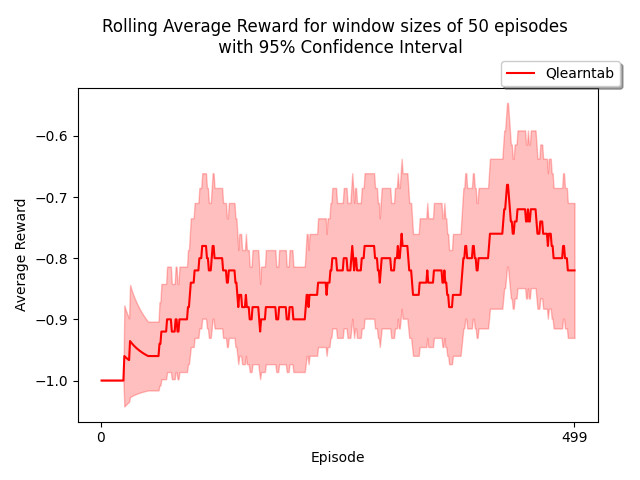 Rolling Average Reward for window sizes of 50 episodes
with 95% Confidence Interval
Qlearntab
−0.6
−0.7
−0.8
−0.9
−1.0
Average Reward
0
499
Episode